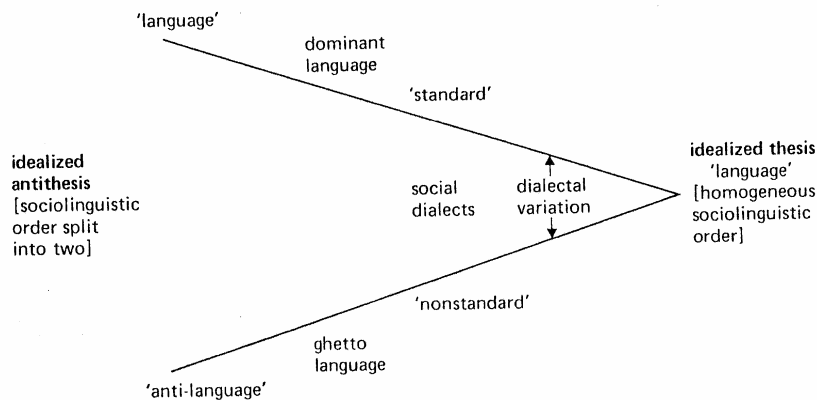 'language'
dominant
language
'standard'
idealized
antithesis
[sociolinguistic
order split
into two]
social
dialects
dialectal
variation
idealized thesis
'language'
[homogeneous
sociolinguistic
order]
'nonstandard'
ghetto
language
'anti-language'